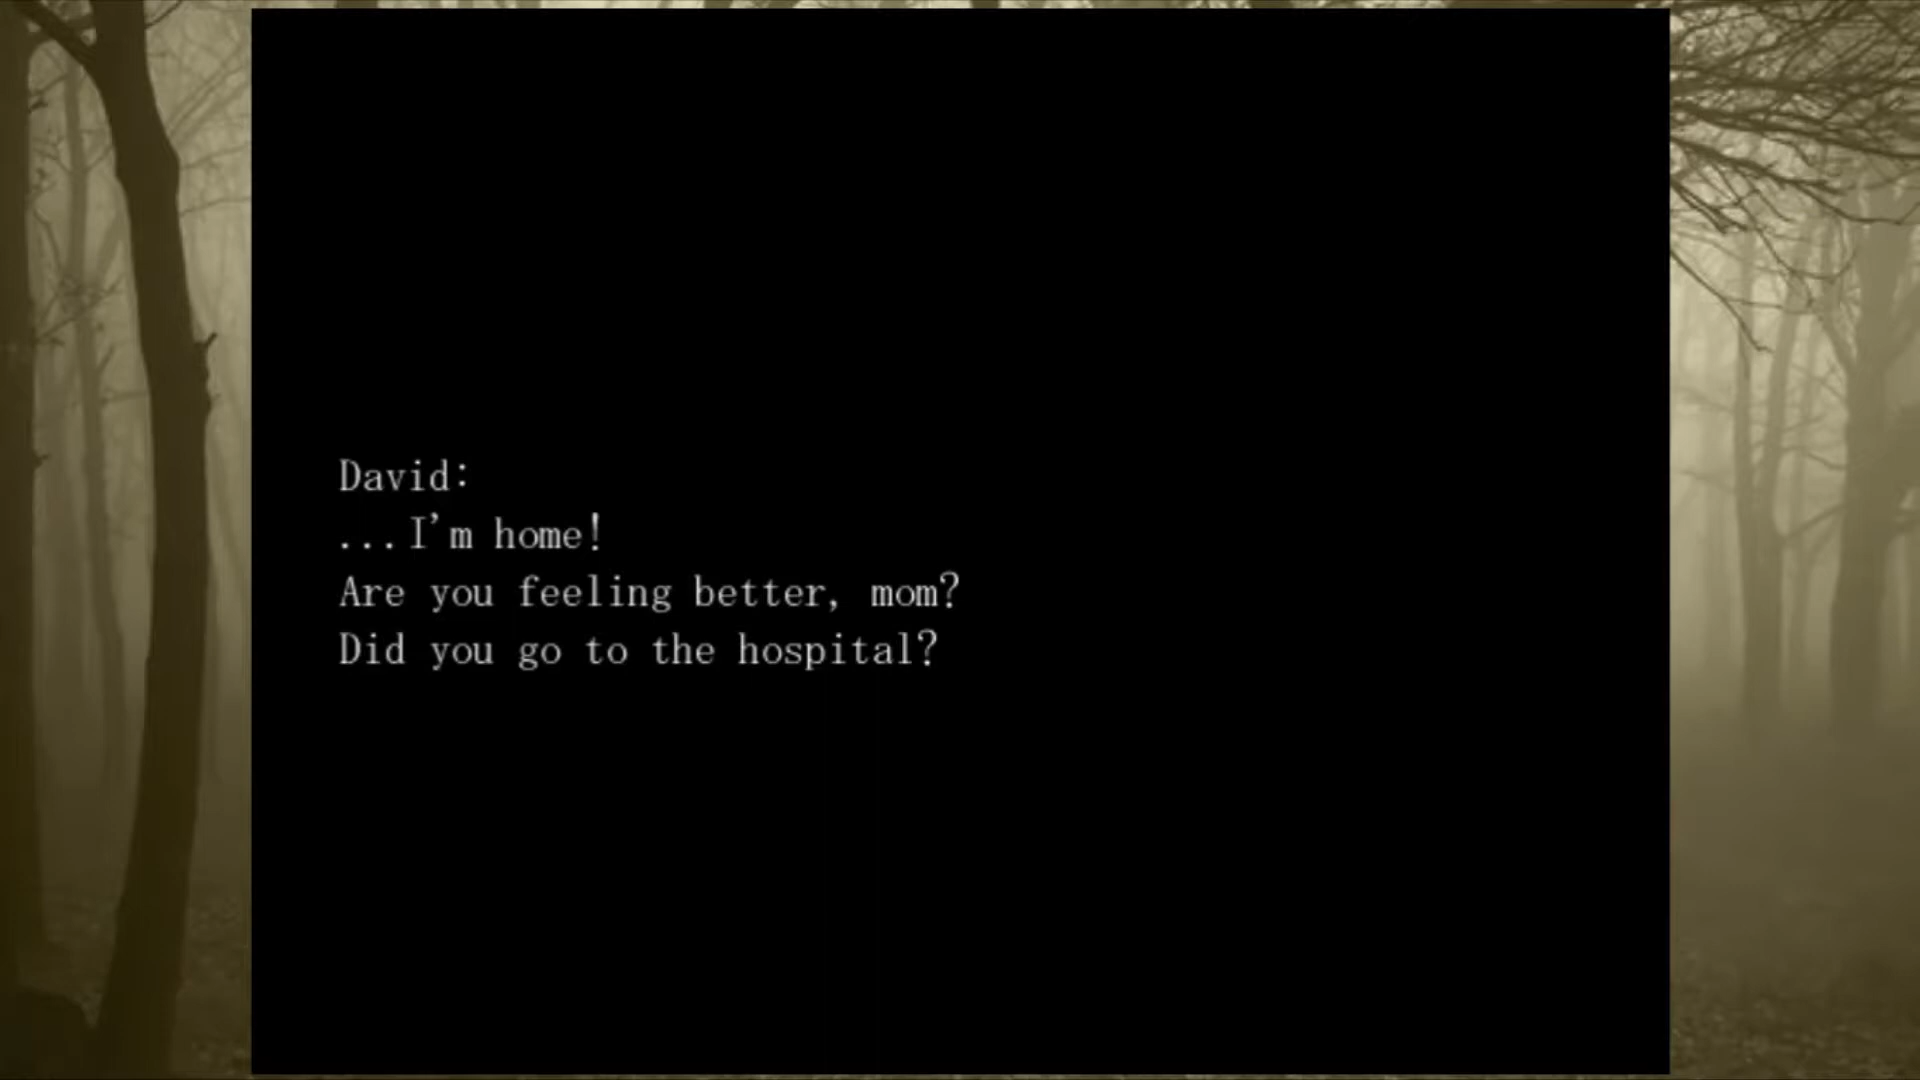 David:
...I'm home!
Are you feeling better, mom?
Did you go to the hospital?